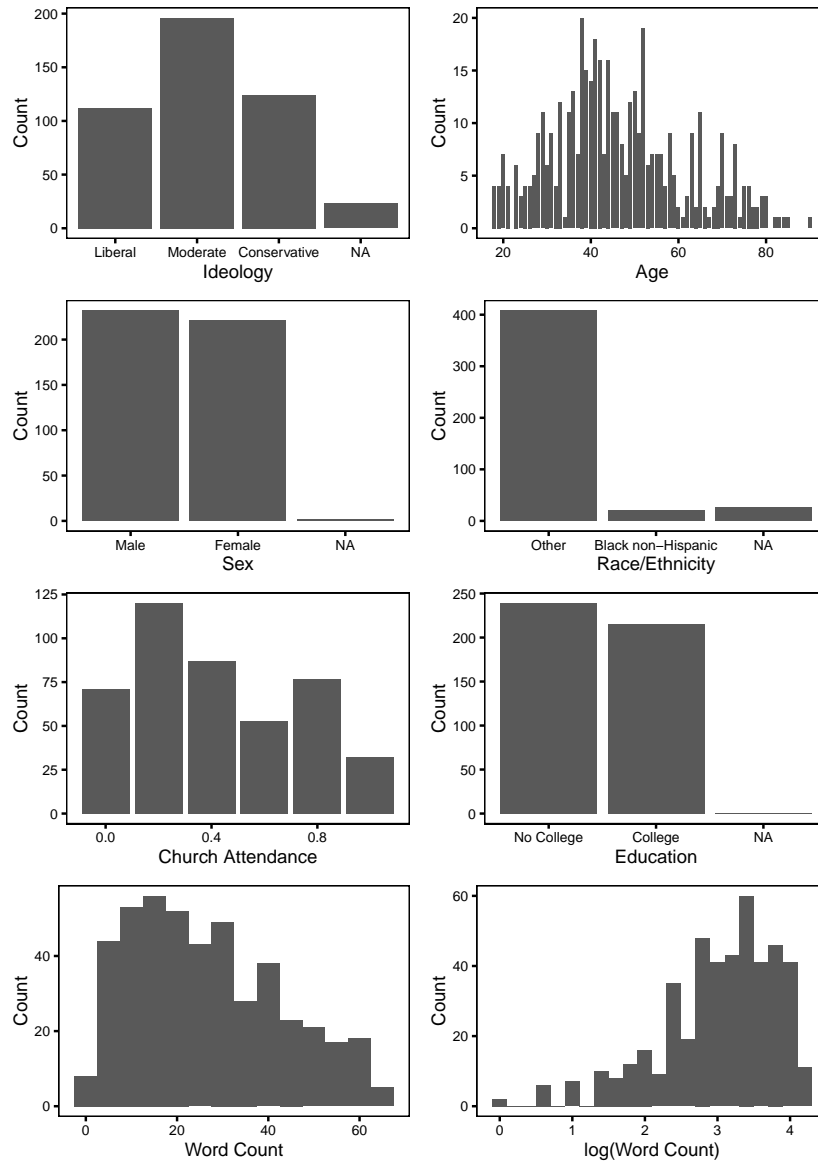 Count
200
150
100
50
0
Liberal Moderate Conservative NA
Ideology
Count
20
15
10
5
0
20 40 60 80
Age
Count
200
150
100
50
0
Male Female NA
Sex
Count
400
300
200
100
0
Other Black non−Hispanic NA
Race/Ethnicity
Count
125
100
75
50
25
0
0.0 0.4 0.8
Church Attendance
Count
250
200
150
100
50
0
No College College NA
Education
Count
40
20
0
0 20 40 60
Word Count
Count
60
40
20
0
0 1 2 3 4
log(Word Count)